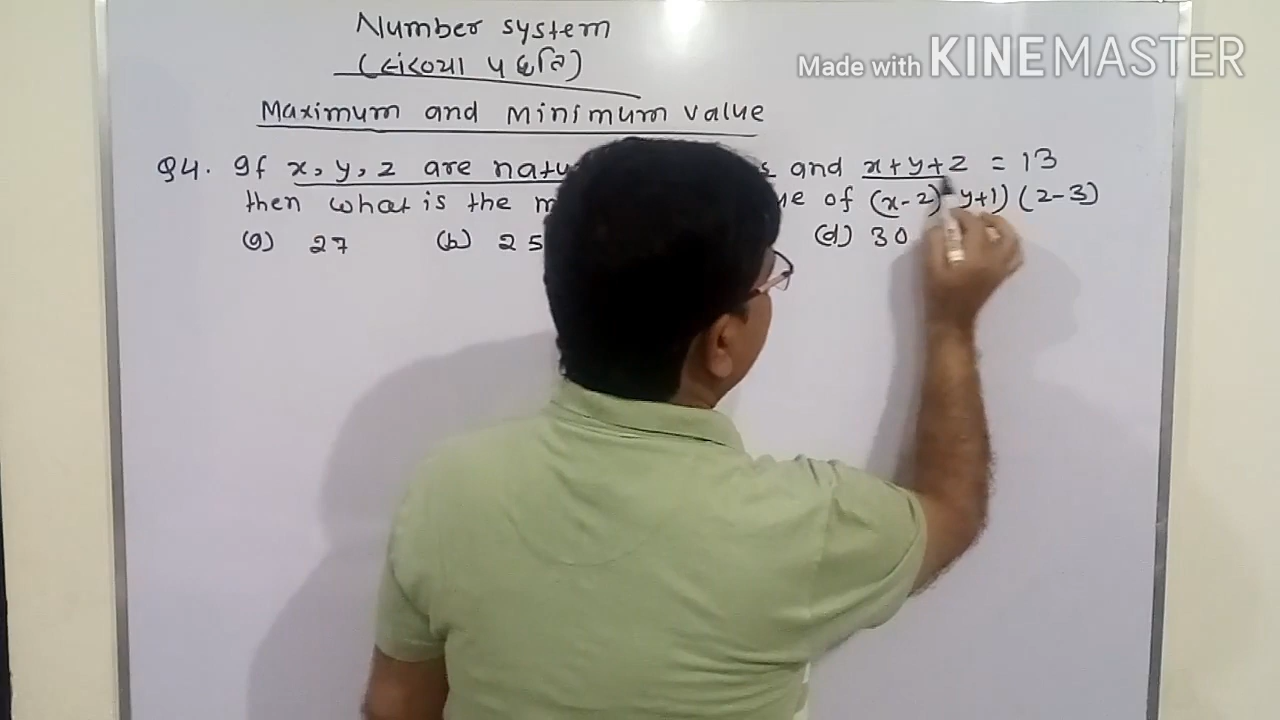 Made with KINEMASTER
Number system
(સંખ્યા પદ્ધતિ)
Maximum and Minimum value
Q4. If x, y, z are and x+y+z = 13
then what is the of (x-2) y+1) (z-3)
(a) 27 (b) 25 (d) 30